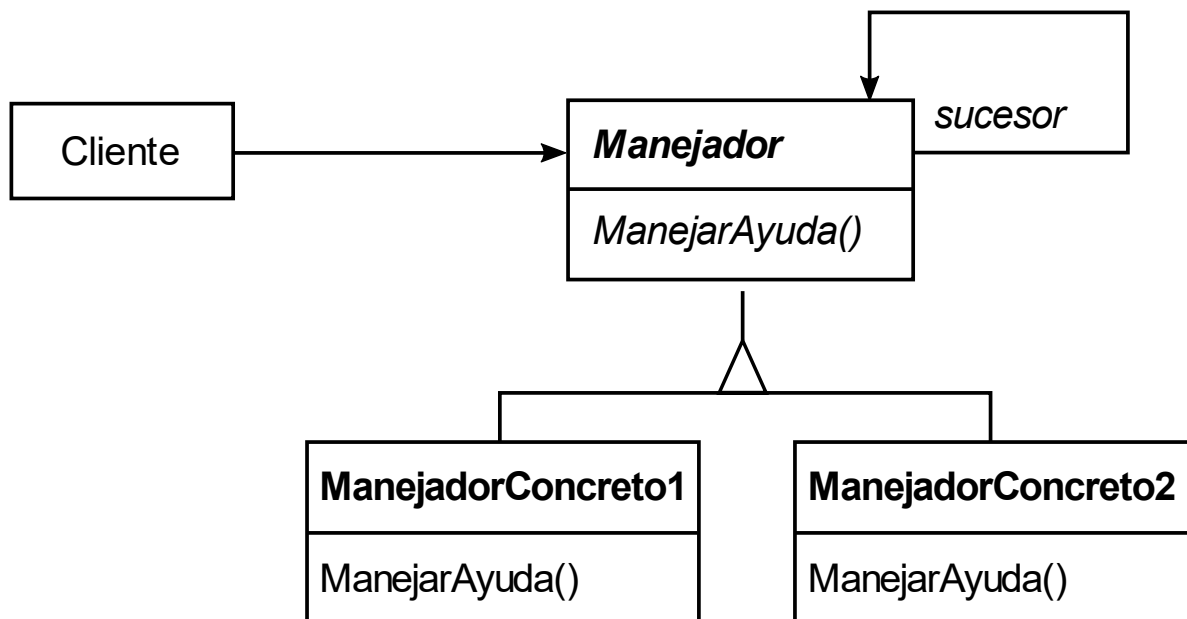 Cliente
Manejador
sucesor
ManejarAyuda()
ManejadorConcreto1
ManejarAyuda()
ManejadorConcreto2
ManejarAyuda()